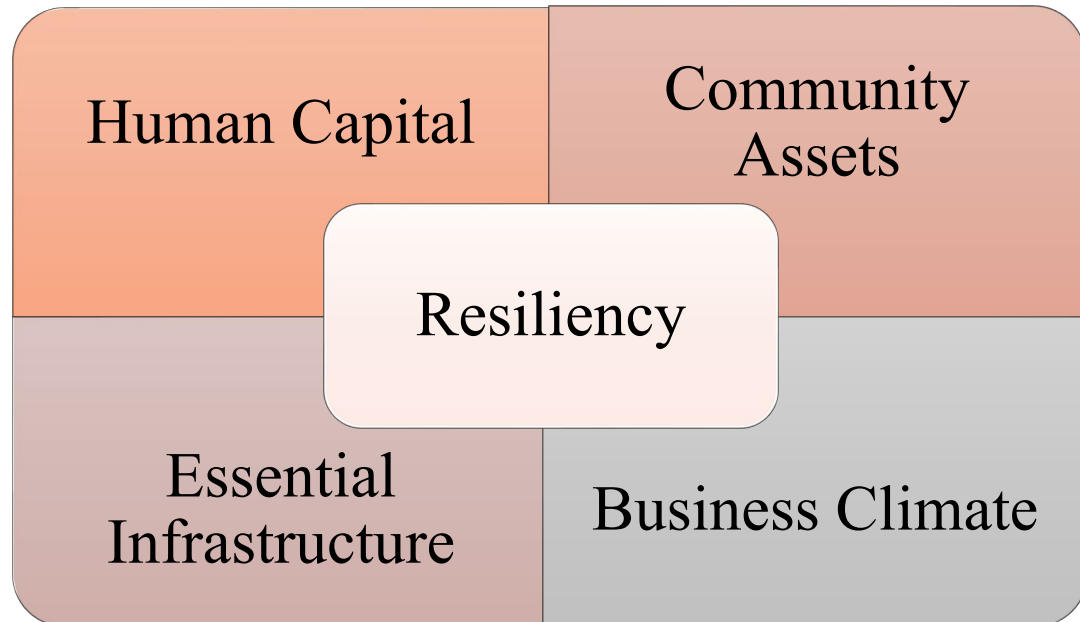 Human Capital
Community
Assets
Resiliency
Essential
Infrastructure
Business Climate